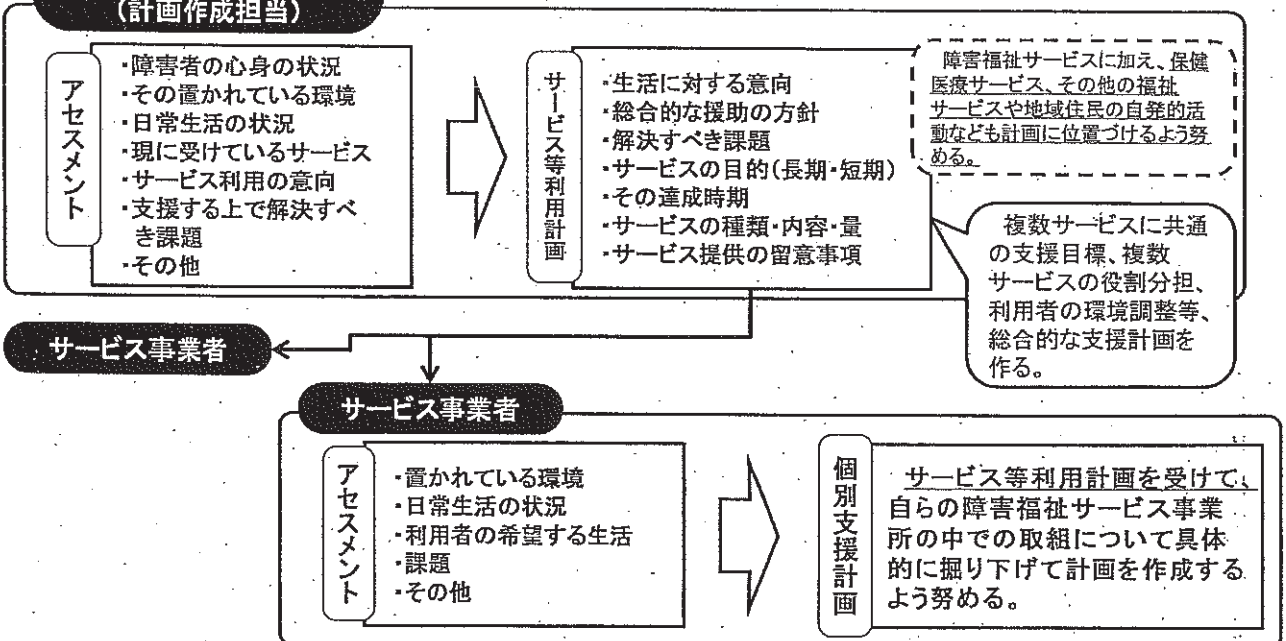 (計画作成担当)
アセスメント
・障害者の心身の状況
・その置かれている環境
・日常生活の状況
・現に受けているサービス
・サービス利用の意向
・支援する上で解決すべ
き課題
・その他
サービス等利用計画
・生活に対する意向
・総合的な援助の方針
・解決すべき課題
・サービスの目的(長期・短期)
・その達成時期
・サービスの種類・内容・量
・サービス提供の留意事項
障害福祉サービスに加え、保健
医療サービス、その他の福祉
サービスや地域住民の自発的活
動なども計画に位置づけるよう努
める。
複数サービスに共通
の支援目標、複数
サービスの役割分担、
利用者の環境調整等、
総合的な支援計画を
作る。
サービス事業者
サービス事業者
アセスメント
・置かれている環境
・日常生活の状況
・利用者の希望する生活
・課題
・その他
個別支援計画
サービス等利用計画を受けて、
自らの障害福祉サービス事業
所の中での取組について具体
的に掘り下げて計画を作成する
よう努める。